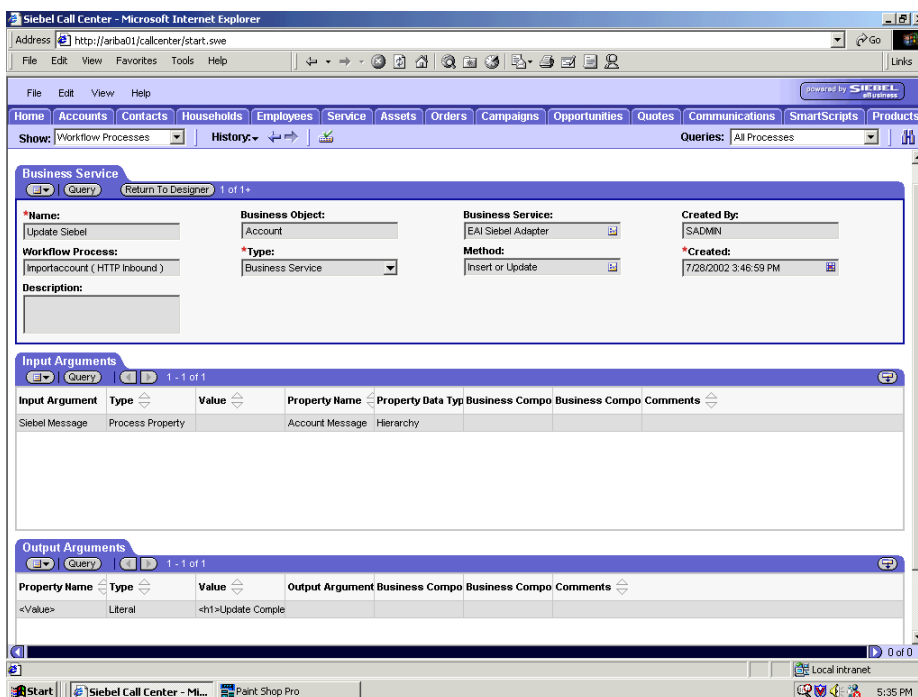 Siebel Call Center - Microsoft Internet Explorer
Address http://ariba01/callcenter/start.swe Go
File Edit View Favorites Tools Help Links
File Edit View Help powered by SIEBEL eBusiness
Home Accounts Contacts Households Employees Service Assets Orders Campaigns Opportunities Quotes Communications SmartScripts Products
Show: Workflow Processes History: Queries: All Processes
Business Service
Query Return To Designer 1 of 1+
*Name: Business Object: Business Service: Created By:
Update Siebel Account EAI Siebel Adapter SADMIN
Workflow Process: *Type: Method: *Created:
Importaccount ( HTTP Inbound ) Business Service Insert or Update 7/28/2002 3:46:59 PM
Description:
Input Arguments
Query 1 - 1 of 1
Input Argument Type Value Property Name Property Data Typ Business Compo Business Compo Comments
Siebel Message Process Property Account Message Hierarchy
Output Arguments
Query 1 - 1 of 1
Property Name Type Value Output Argument Business Compo Business Compo Comments
<Value> Literal <h1>Update Comple
0 of 0
Local intranet
Start Siebel Call Center - Mi... Paint Shop Pro 5:35 PM